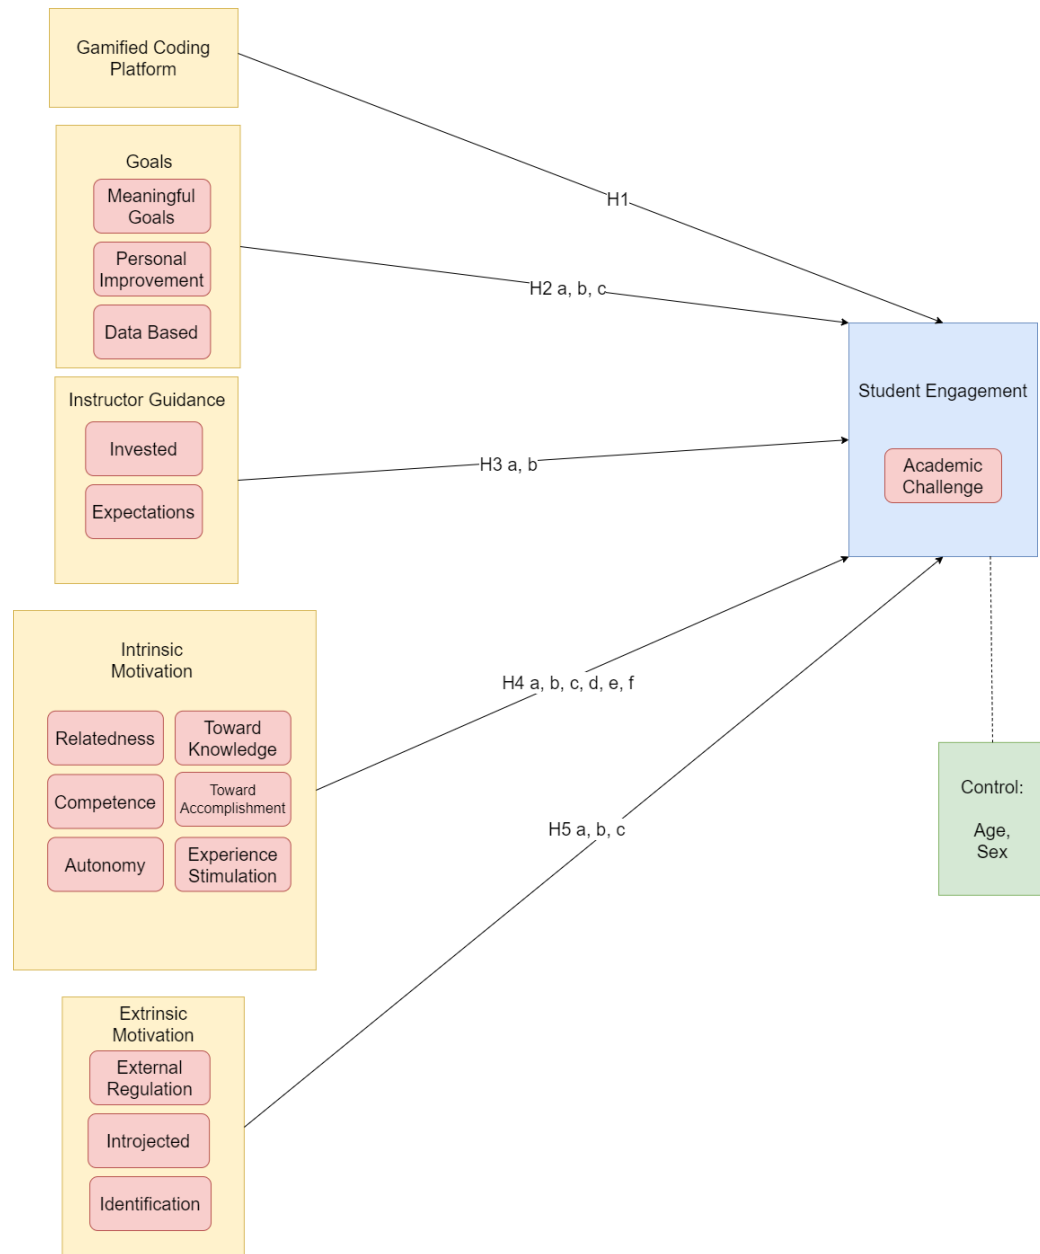 Gamified Coding
Platform
Goals
Meaningful
Goals
Personal
Improvement
Data Based
Instructor Guidance
Invested
Expectations
Intrinsic
Motivation
Relatedness
Toward
Knowledge
Competence
Toward
Accomplishment
Autonomy
Experience
Stimulation
Extrinsic
Motivation
External
Regulation
Introjected
Identification
H1
H2 a, b, c
H3 a, b
H4 a, b, c, d, e, f
H5 a, b, c
Student Engagement
Academic
Challenge
Control:
Age,
Sex